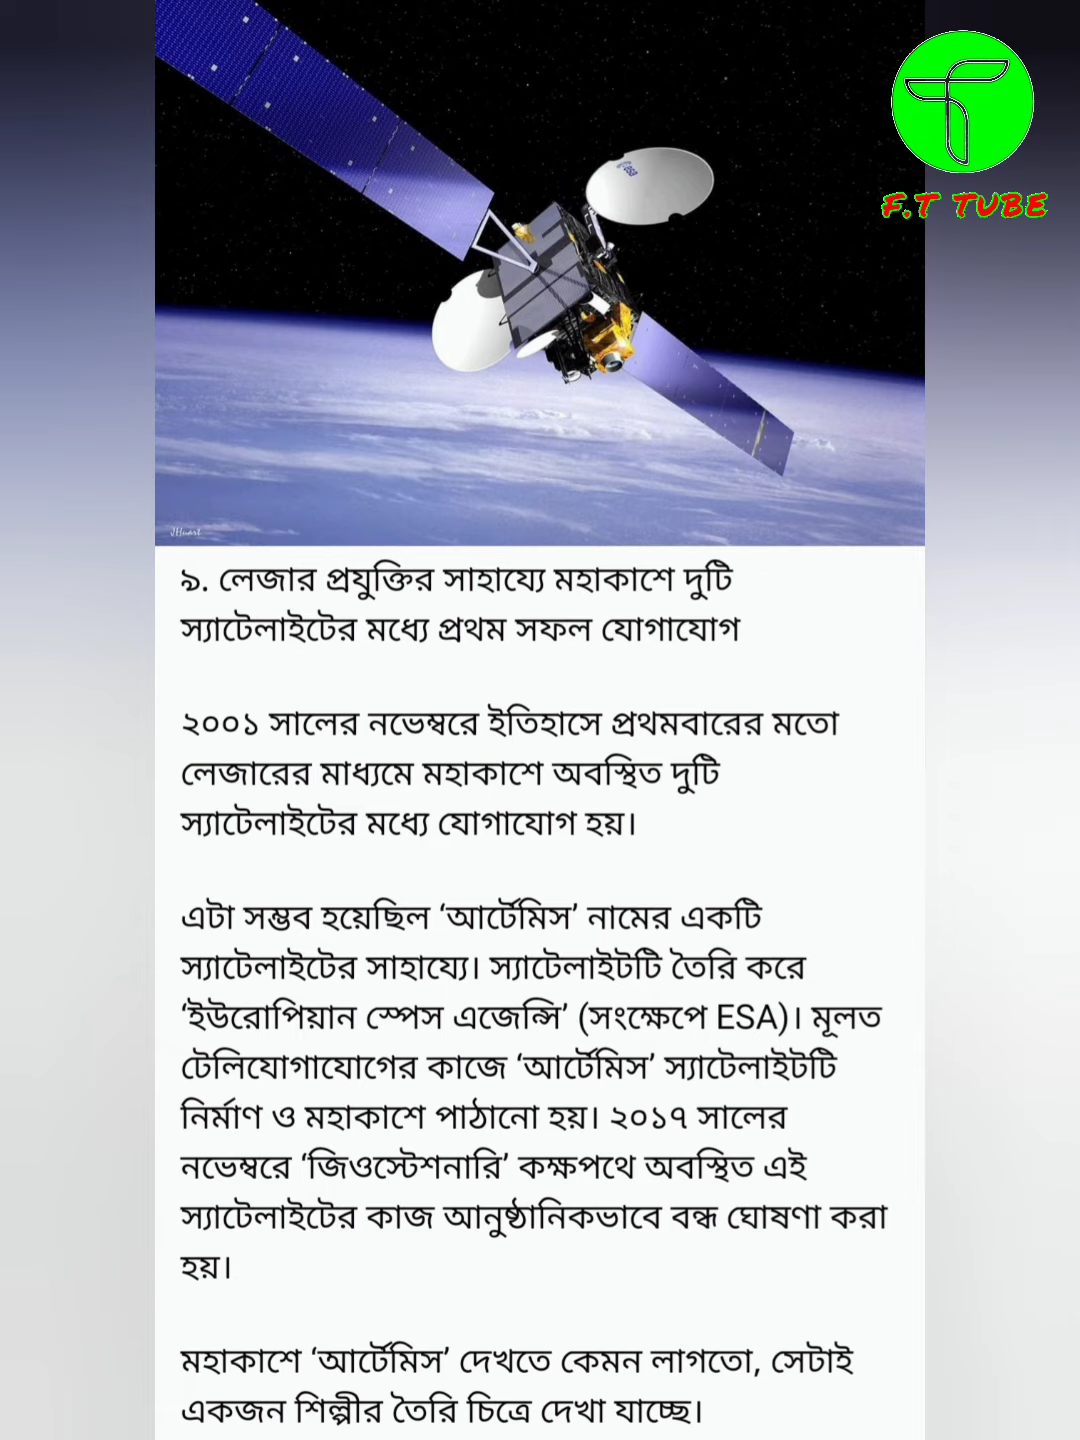 esa
F.T TUBE
JHuart
৯. লেজার প্রযুক্তির সাহায্যে মহাকাশে দুটি
স্যাটেলাইটের মধ্যে প্রথম সফল যোগাযোগ
২০০১ সালের নভেম্বরে ইতিহাসে প্রথমবারের মতো
লেজারের মাধ্যমে মহাকাশে অবস্থিত দুটি
স্যাটেলাইটের মধ্যে যোগাযোগ হয়।
এটা সম্ভব হয়েছিল ‘আর্টেমিস’ নামের একটি
স্যাটেলাইটের সাহায্যে। স্যাটেলাইটটি তৈরি করে
‘ইউরোপিয়ান স্পেস এজেন্সি’ (সংক্ষেপে ESA)। মূলত
টেলিযোগাযোগের কাজে ‘আর্টেমিস’ স্যাটেলাইটটি
নির্মাণ ও মহাকাশে পাঠানো হয়। ২০১৭ সালের
নভেম্বরে ‘জিওস্টেশনারি’ কক্ষপথে অবস্থিত এই
স্যাটেলাইটের কাজ আনুষ্ঠানিকভাবে বন্ধ ঘোষণা করা
হয়।
মহাকাশে ‘আর্টেমিস’ দেখতে কেমন লাগতো, সেটাই
একজন শিল্পীর তৈরি চিত্রে দেখা যাচ্ছে।